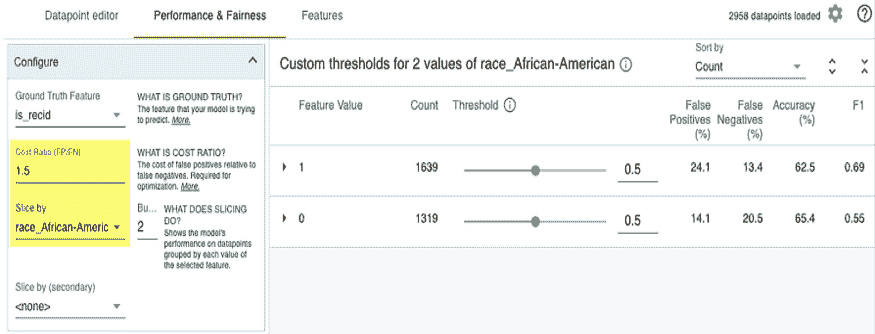 Datapoint editor
Performance & Fairness
Features
2958 datapoints loaded
Configure
Ground Truth Feature
is_recid
WHAT IS GROUND TRUTH?
The feature that your model is trying
to predict. More.
Cost Ratio (FP/FN)
1.5
WHAT IS COST RATIO?
The cost of false positives relative to
false negatives. Required for
optimization. More.
Slice by
race_African-Americ
Bu...
2
WHAT DOES SLICING
DO?
Shows the model's
performance on datapoints
grouped by each value of
the selected feature.
Slice by (secondary)
<none>
Custom thresholds for 2 values of race_African-American
Sort by
Count
Feature Value Count Threshold False Positives (%) False Negatives (%) Accuracy (%) F1
1 1639 0.5 24.1 13.4 62.5 0.69
0 1319 0.5 14.1 20.5 65.4 0.55